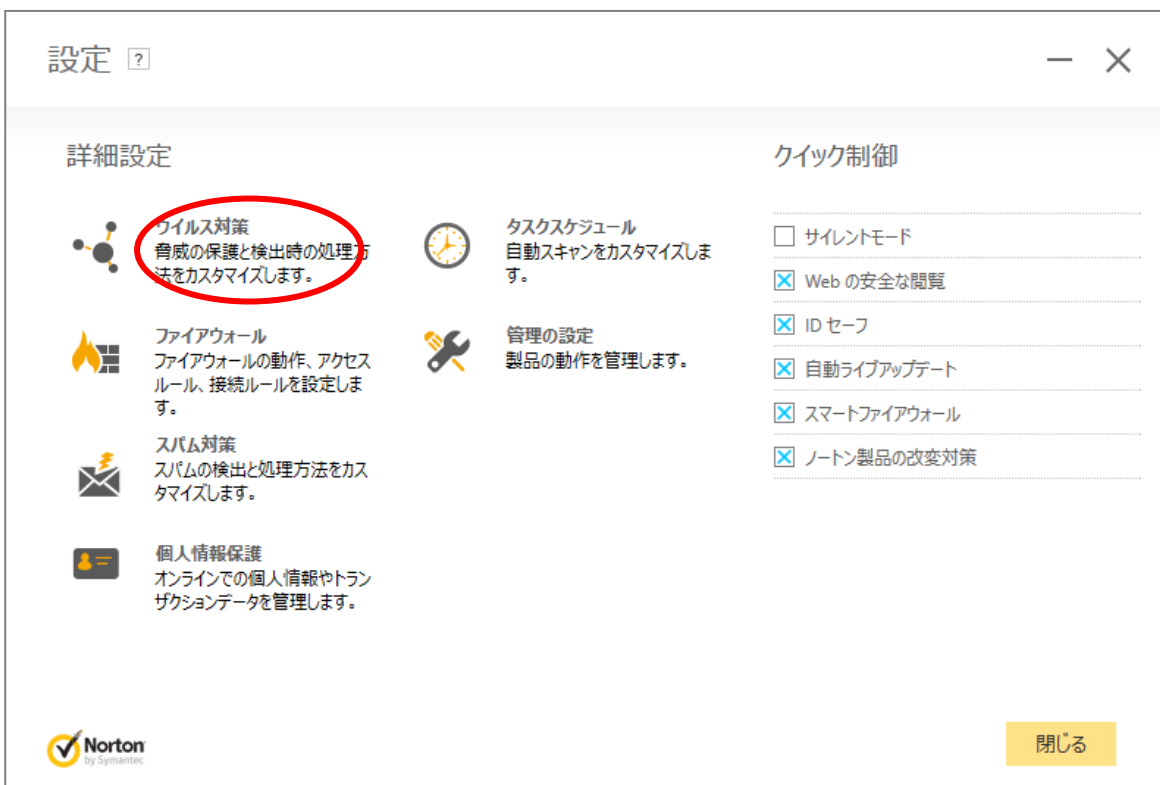 設定 ?
詳細設定
ウイルス対策
脅威の保護と検出時の処理方
法をカスタマイズします。
ファイアウォール
ファイアウォールの動作、アクセス
ルール、接続ルールを設定しま
す。
スパム対策
スパムの検出と処理方法をカス
タマイズします。
個人情報保護
オンラインでの個人情報やトラン
ザクションデータを管理します。
タスクスケジュール
自動スキャンをカスタマイズしま
す。
管理の設定
製品の動作を管理します。
クイック制御
サイレントモード
Web の安全な閲覧
ID セーフ
自動ライブアップデート
スマートファイアウォール
ノートン製品の改変対策
Norton
by Symantec
閉じる